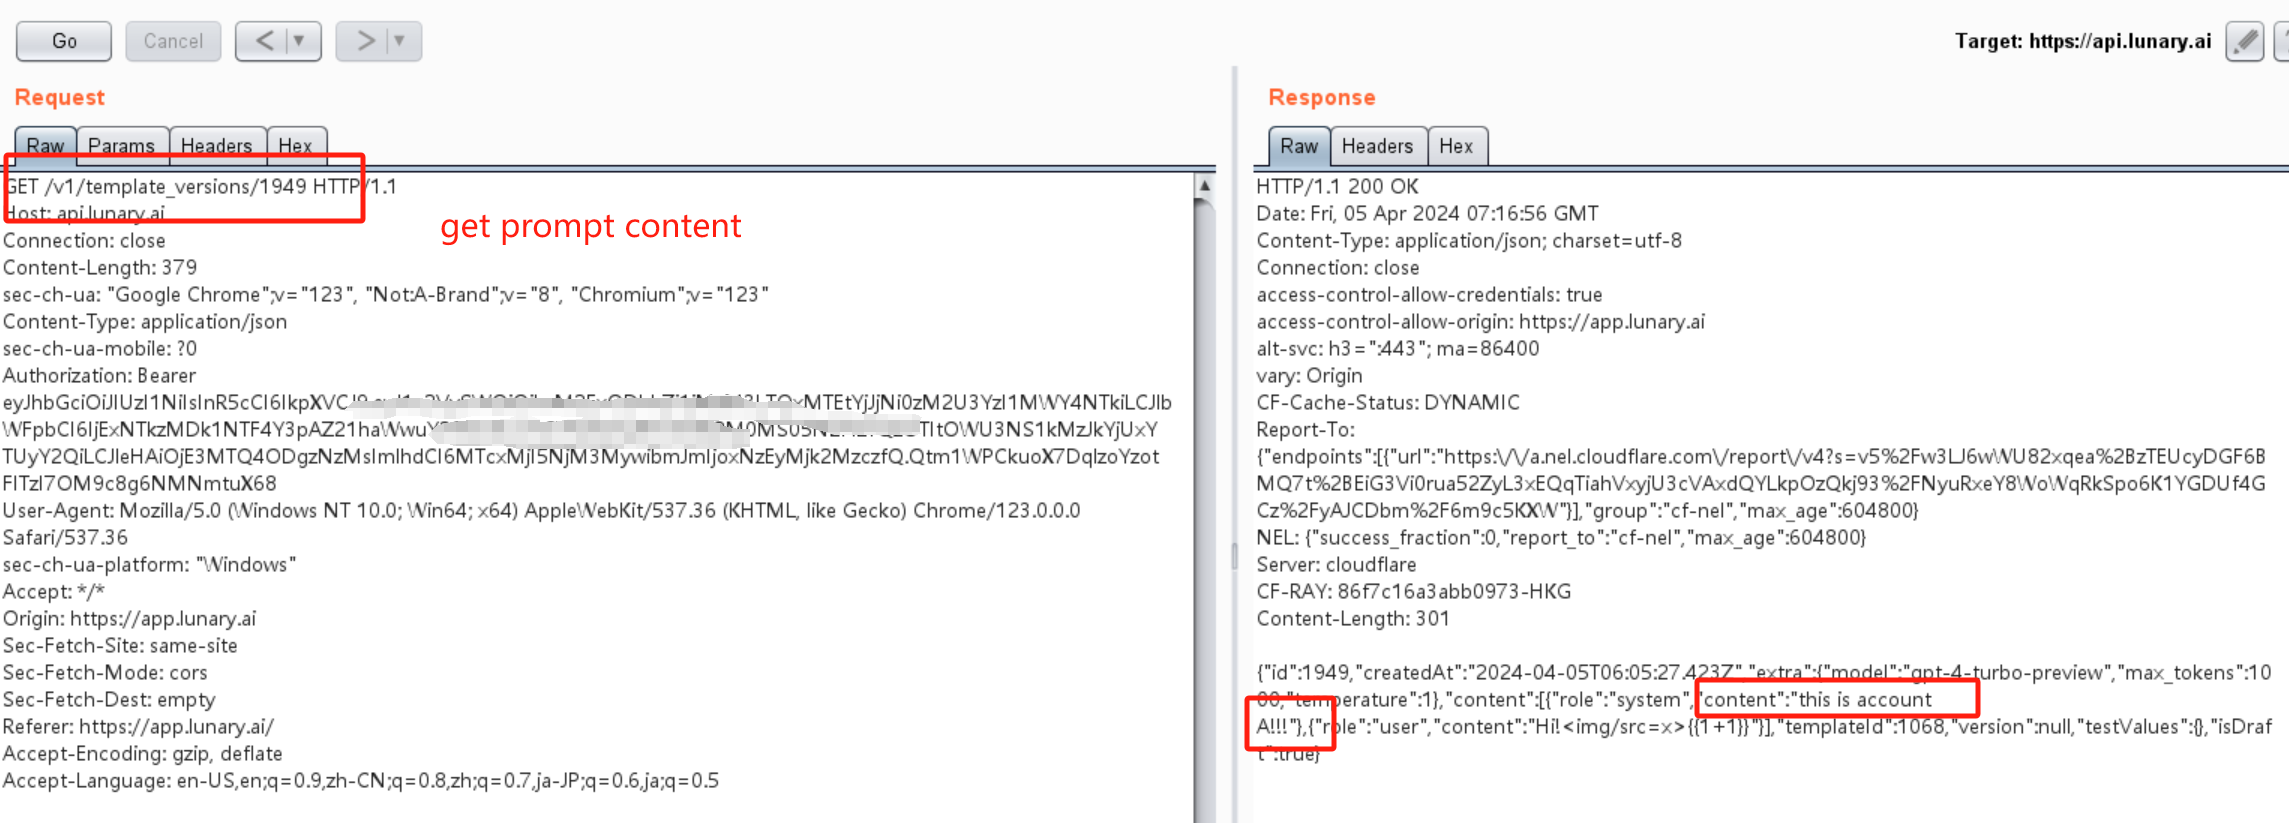 Go
Cancel
<
>
Target: https://api.lunary.ai
Request
Raw Params Headers Hex
GET /v1/template_versions/1949 HTTP/1.1
Host: api.lunary.ai
get prompt content
Connection: close
Content-Length: 379
sec-ch-ua: "Google Chrome";v="123", "Not:A-Brand";v="8", "Chromium";v="123"
Content-Type: application/json
sec-ch-ua-mobile: ?0
Authorization: Bearer
User-Agent: Mozilla/5.0 (Windows NT 10.0; Win64; x64) AppleWebKit/537.36 (KHTML, like Gecko) Chrome/123.0.0.0
Safari/537.36
sec-ch-ua-platform: "Windows"
Accept: */*
Origin: https://app.lunary.ai
Sec-Fetch-Site: same-site
Sec-Fetch-Mode: cors
Sec-Fetch-Dest: empty
Referer: https://app.lunary.ai/
Accept-Encoding: gzip, deflate
Accept-Language: en-US,en;q=0.9,zh-CN;q=0.8,zh;q=0.7,ja-JP;q=0.6,ja;q=0.5
Response
Raw Headers Hex
HTTP/1.1 200 OK
Date: Fri, 05 Apr 2024 07:16:56 GMT
Content-Type: application/json; charset=utf-8
Connection: close
access-control-allow-credentials: true
access-control-allow-origin: https://app.lunary.ai
alt-svc: h3=":443"; ma=86400
vary: Origin
CF-Cache-Status: DYNAMIC
Report-To:
{"endpoints":[{"url":"https:\/\/a.nel.cloudflare.com\/report\/v4?s=v5%2Fw3LJ6wWU82xqea%2BzTEUcyDGF6B
MQ7t%2BEiG3Vi0rua52ZyL3xEQqTiahVxyjU3cVAxdQYLkpOzQkj93%2FNyuRxeY8WoWqRkSpo6K1YGDUf4G
Cz%2FyAJCDbm%2F6m9c5KXW"}],"group":"cf-nel","max_age":604800}
NEL: {"success_fraction":0,"report_to":"cf-nel","max_age":604800}
Server: cloudflare
CF-RAY: 86f7c16a3abb0973-HKG
Content-Length: 301
{"id":1949,"createdAt":"2024-04-05T06:05:27.423Z","extra":{"model":"gpt-4-turbo-preview","max_tokens":10
00,"temperature":1},"content":[{"role":"system","content":"this is account
A!!!"},{"role":"user","content":"Hi!<img/src=x>{{1+1}}"}],"templateId":1068,"version":null,"testValues":{},"isDraf
t":true}